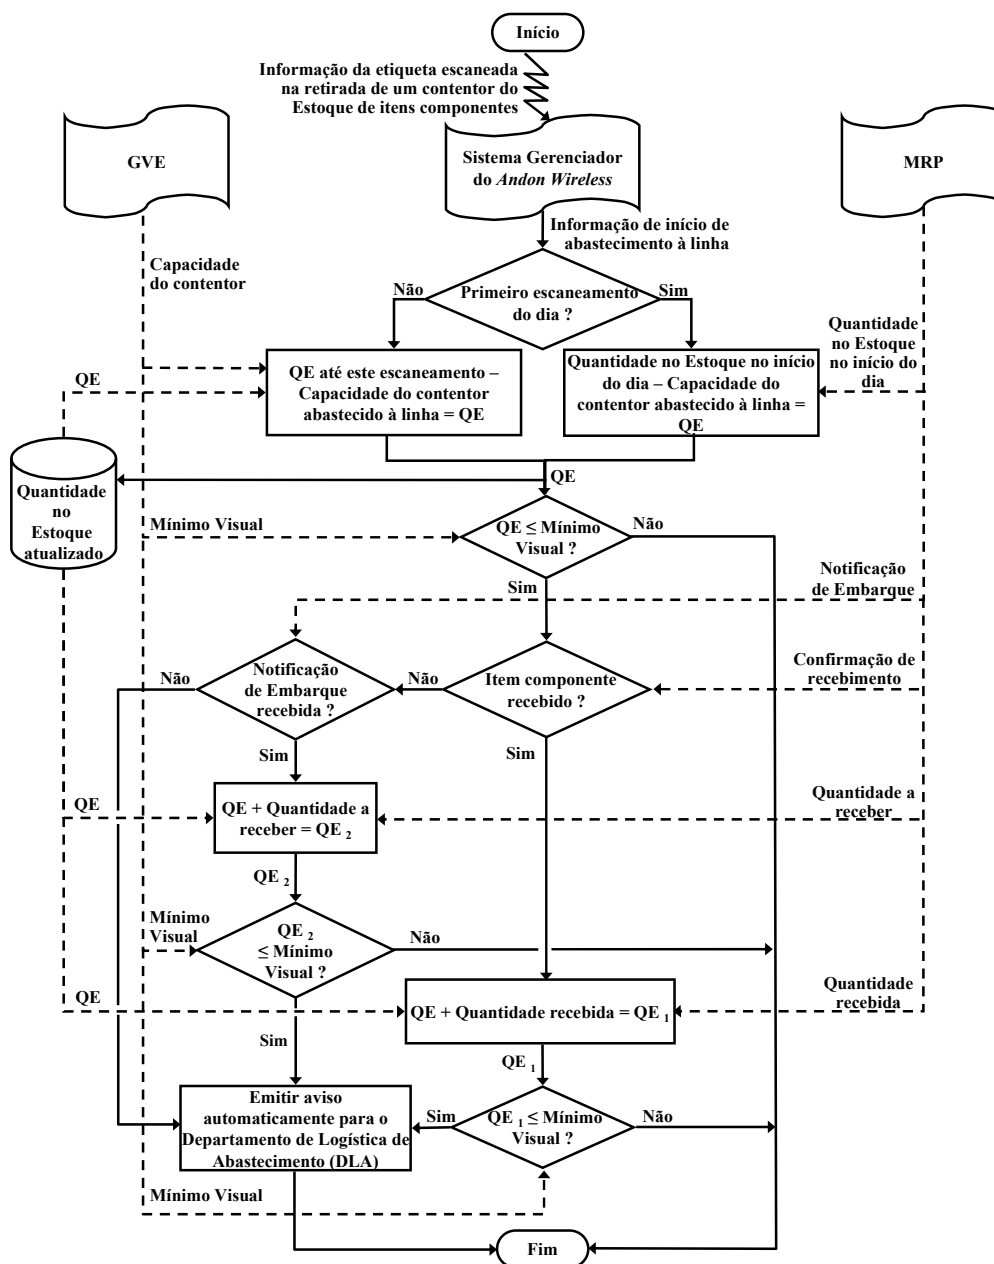 Início
Informação da etiqueta escaneada
na retirada de um contentor do
Estoque de itens componentes
GVE
Sistema Gerenciador
do Andon Wireless
MRP
Informação de início de
abastecimento à linha
Capacidade
do contentor
Não
Primeiro escaneamento
do dia ?
Sim
Quantidade
no Estoque
no início do
dia
QE
QE até este escaneamento –
Capacidade do contentor
abastecido à linha = QE
Quantidade no Estoque no início
do dia – Capacidade do
contentor abastecido à linha =
QE
QE
Quantidade
no
Estoque
atualizado
Mínimo Visual
QE ≤ Mínimo
Visual ?
Não
Sim
Notificação
de Embarque
Não
Notificação
de Embarque
recebida ?
Não
Item componente
recebido ?
Confirmação de
recebimento
Sim
Sim
QE
QE + Quantidade a
receber = QE 2
Quantidade a
receber
QE 2
Mínimo
Visual
QE 2
≤ Mínimo
Visual ?
Não
QE
QE + Quantidade recebida = QE 1
Quantidade
recebida
Sim
QE 1
Emitir aviso
automaticamente para o
Departamento de Logística de
Abastecimento (DLA)
Sim
QE 1 ≤ Mínimo
Visual ?
Não
Mínimo Visual
Fim